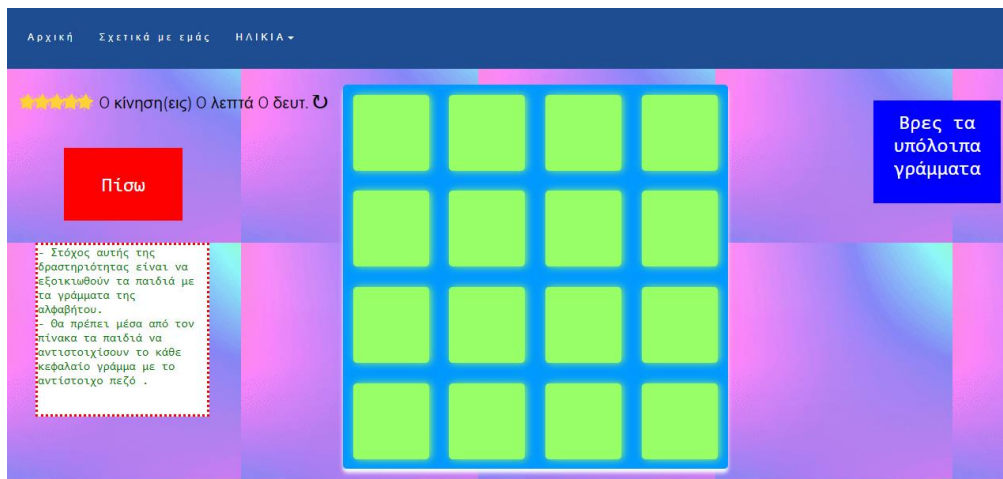 Αρχική Σχετικά με εμάς ΗΛΙΚΙΑ
0 κίνηση(εις) 0 λεπτά 0 δευτ.
Πίσω
- Στόχος αυτής της
δραστηριότητας είναι να
εξοικιωθούν τα παιδιά με
τα γράμματα της
αλφαβήτου.
- Θα πρέπει μέσα από τον
πίνακα τα παιδιά να
αντιστοιχίσουν το κάθε
κεφαλαίο γράμμα με το
αντίστοιχο πεζό .
Βρες τα
υπόλοιπα
γράμματα